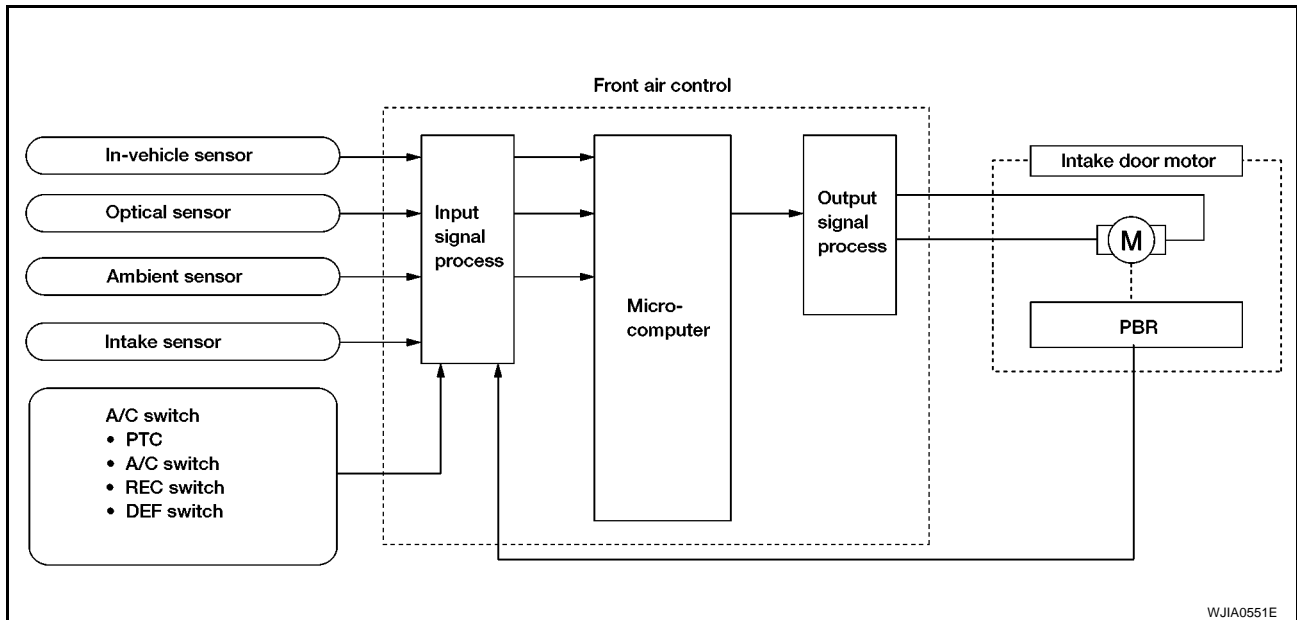 Front air control
In-vehicle sensor
Optical sensor
Ambient sensor
Intake sensor
A/C switch
• PTC
• A/C switch
• REC switch
• DEF switch
Input
signal
process
Micro-
computer
Output
signal
process
Intake door motor
M
PBR
WJIA0551E